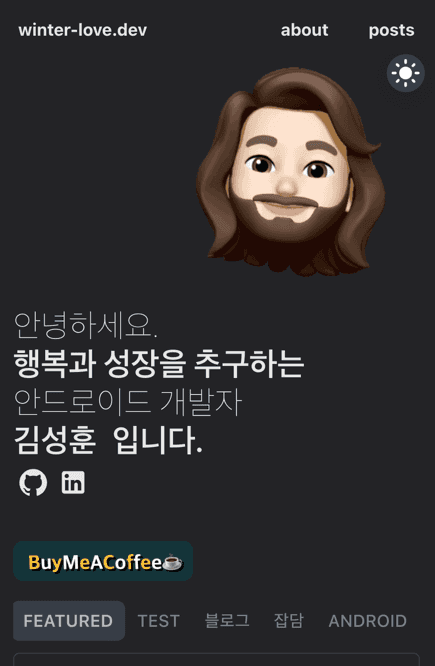 winter-love.dev about posts
안녕하세요.
행복과 성장을 추구하는
안드로이드 개발자
김성훈 입니다.
BuyMeACoffee
FEATURED TEST 블로그 잡담 ANDROID